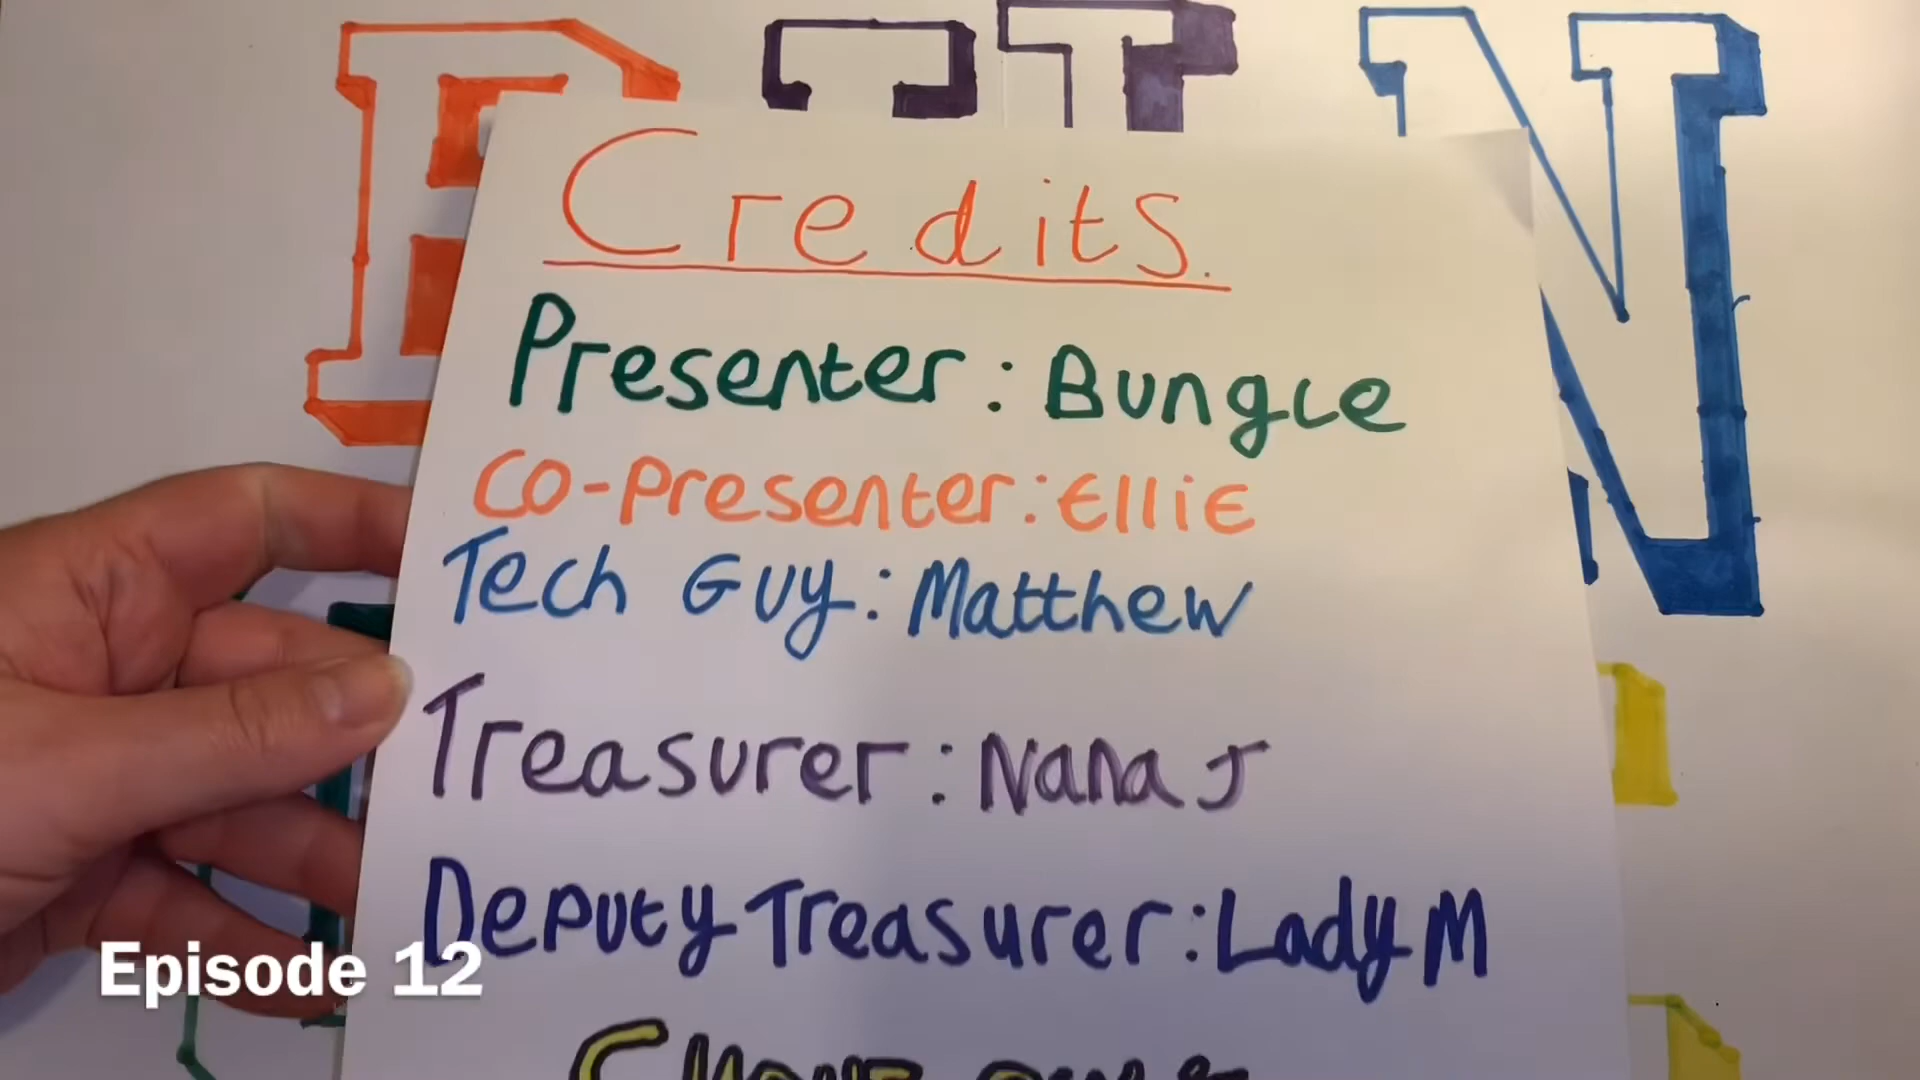 Credits.
Presenter: Bungle
Co-presenter: Ellie
Tech Guy: Matthew
Treasurer: Nana J
Deputy Treasurer: Lady M
Episode 12